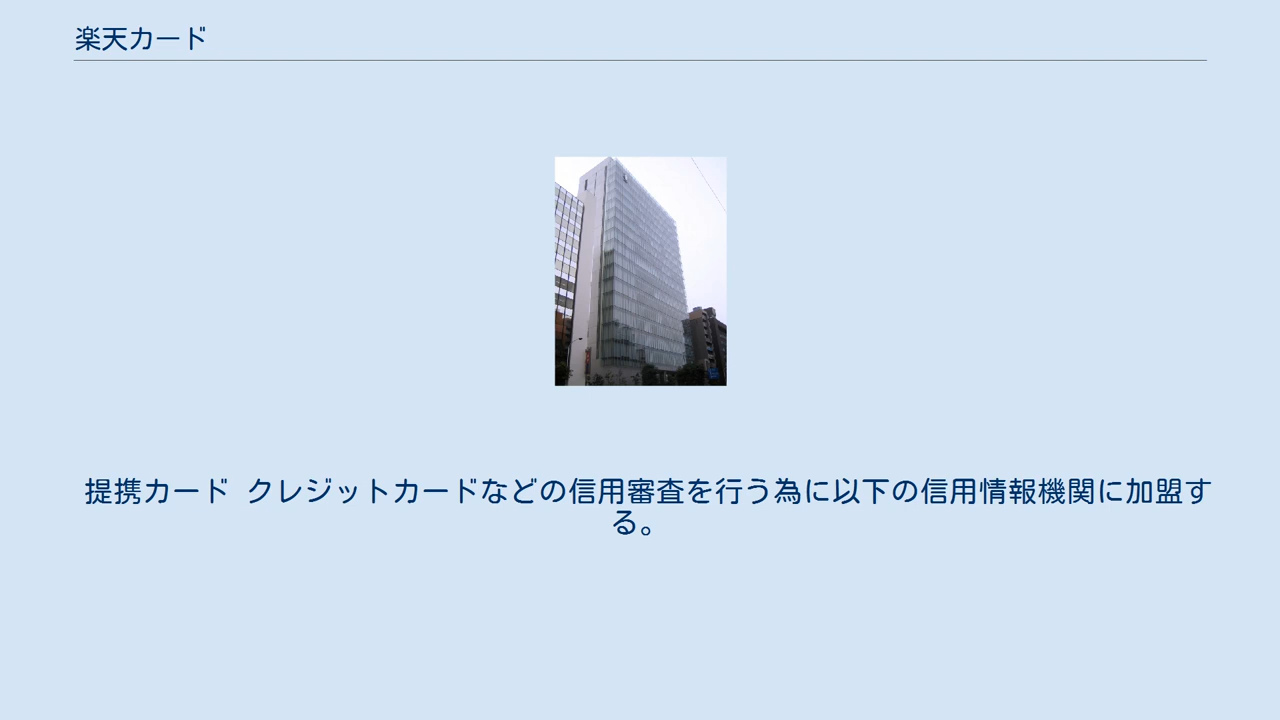 楽天カード
提携カード クレジットカードなどの信用審査を行う為に以下の信用情報機関に加盟す
る。